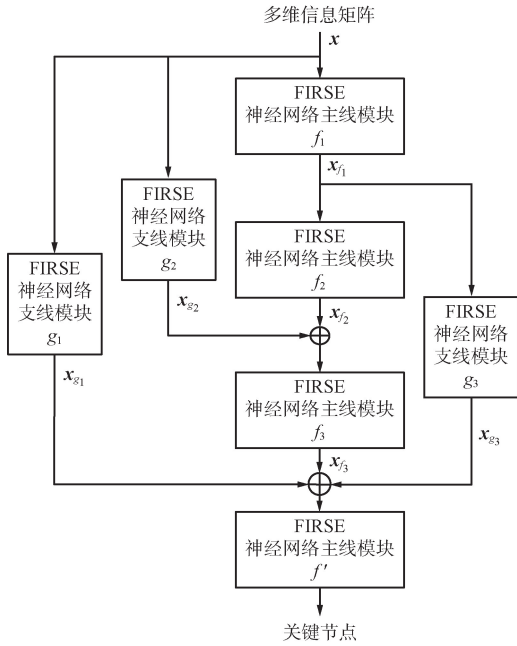 多维信息矩阵
x
FIRSE
神经网络主线模块
f1
xf1
FIRSE
神经网络
支线模块
g2
FIRSE
神经网络主线模块
f2
FIRSE
神经网络
支线模块
g1
xg2
xf2
FIRSE
神经网络
支线模块
g3
xg1
FIRSE
神经网络主线模块
f3
xg3
xf3
FIRSE
神经网络主线模块
f′
关键节点